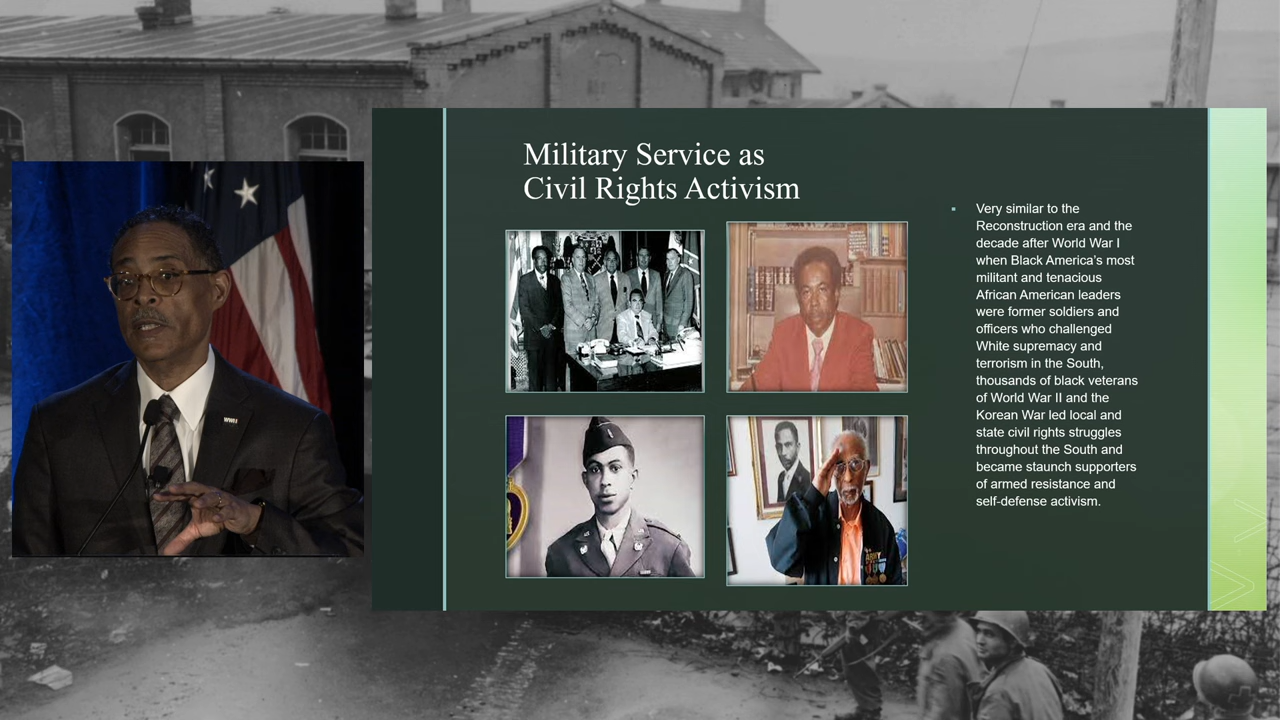 Military Service as
Civil Rights Activism
Very similar to the
Reconstruction era and the
decade after World War I
when Black America's most
militant and tenacious
African American leaders
were former soldiers and
officers who challenged
White supremacy and
terrorism in the South,
thousands of black veterans
of World War II and the
Korean War led local and
state civil rights struggles
throughout the South and
became staunch supporters
of armed resistance and
self-defense activism.
WWII
ARMY